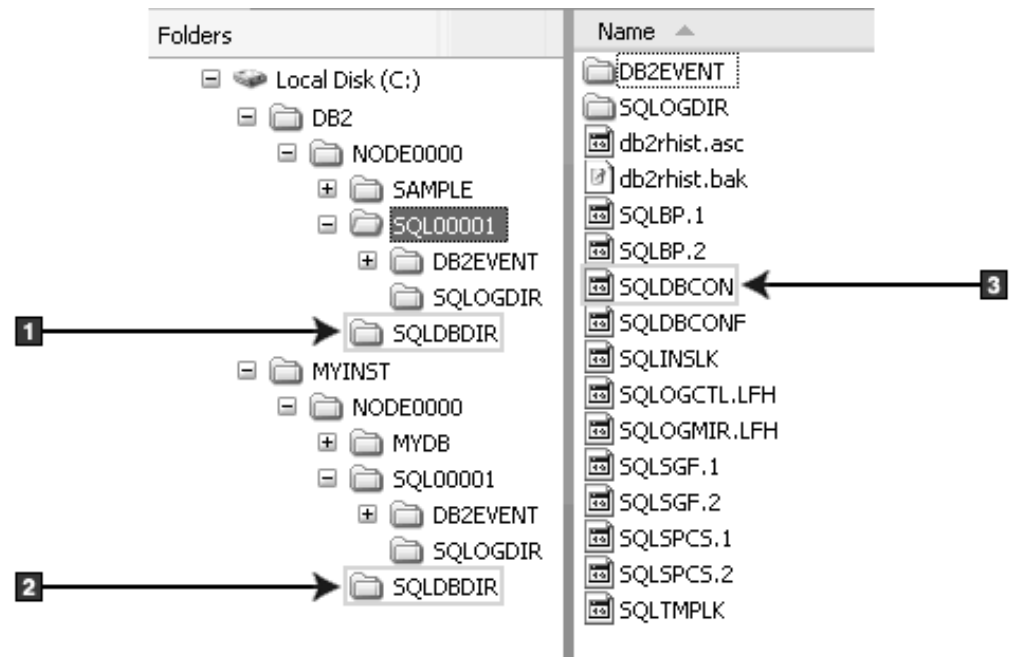 Folders
Local Disk (C:)
DB2
NODE0000
SAMPLE
SQL00001
DB2EVENT
SQLOGDIR
1
SQLDBDIR
MYINST
NODE0000
MYDB
SQL00001
DB2EVENT
SQLOGDIR
2
SQLDBDIR
Name
DB2EVENT
SQLOGDIR
db2rhist.asc
db2rhist.bak
SQLBP.1
SQLBP.2
SQLDBCON
3
SQLDBCONF
SQLINSLK
SQLOGCTL.LFH
SQLOGMIR.LFH
SQLSGF.1
SQLSGF.2
SQLSPCS.1
SQLSPCS.2
SQLTMPLK